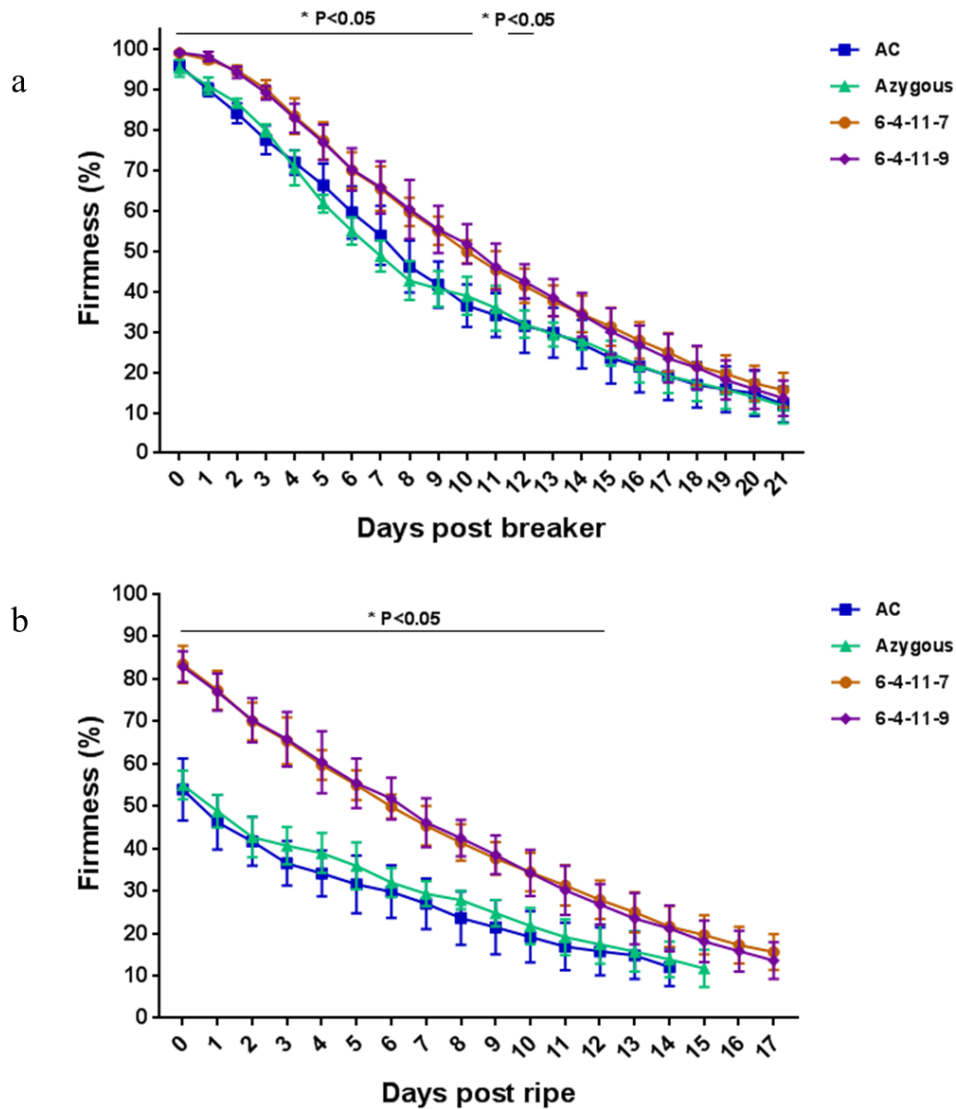 a
* P<0.05 * P<0.05
100
90
80
70
60
50
40
30
20
10
0
Firmness (%)
0 1 2 3 4 5 6 7 8 9 10 11 12 13 14 15 16 17 18 19 20 21
Days post breaker
AC
Azygous
6-4-11-7
6-4-11-9
b
* P<0.05
100
90
80
70
60
50
40
30
20
10
0
Firmness (%)
0 1 2 3 4 5 6 7 8 9 10 11 12 13 14 15 16 17
Days post ripe
AC
Azygous
6-4-11-7
6-4-11-9